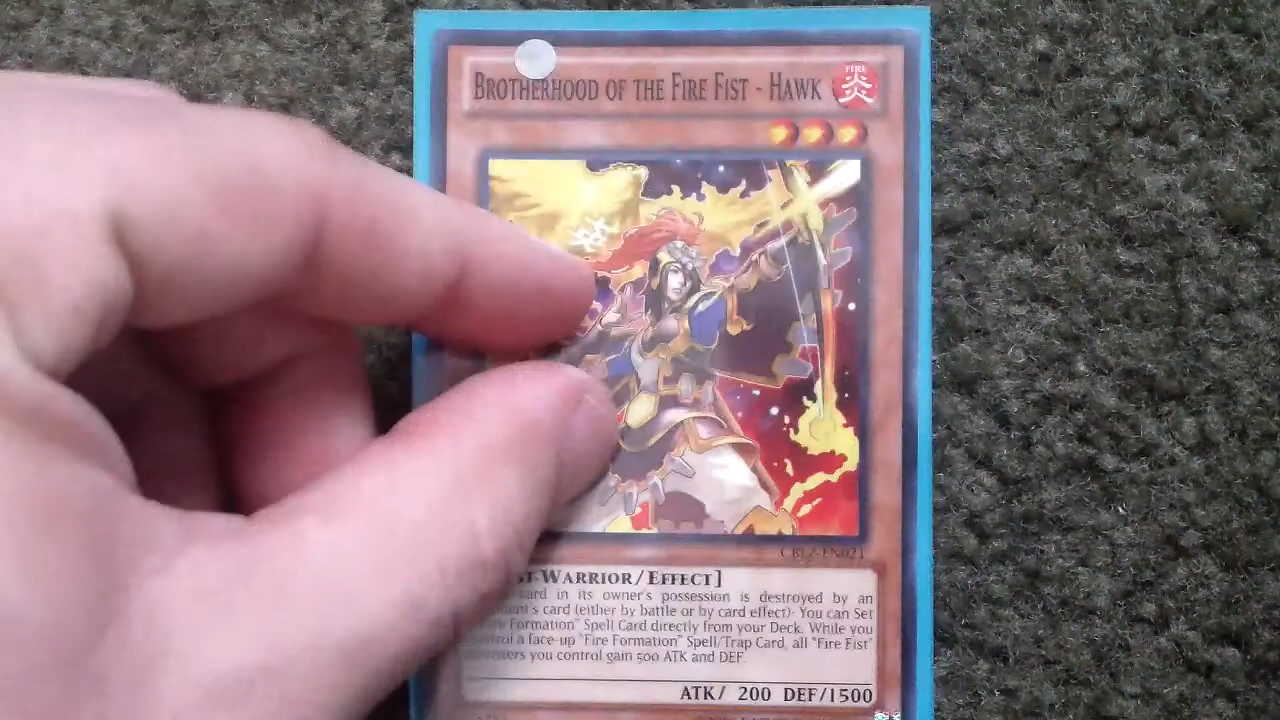 BROTHERHOOD OF THE FIRE FIST - HAWK
FIRE
炎
CBLZ-EN021
WARRIOR/EFFECT]
card in its owner's possession is destroyed by an
card (either by battle or by card effect): You can Set
Formation" Spell Card directly from your Deck. While you
a face-up "Fire Formation" Spell/Trap Card, all "Fire Fist"
you control gain 500 ATK and DEF.
ATK/ 200 DEF/1500